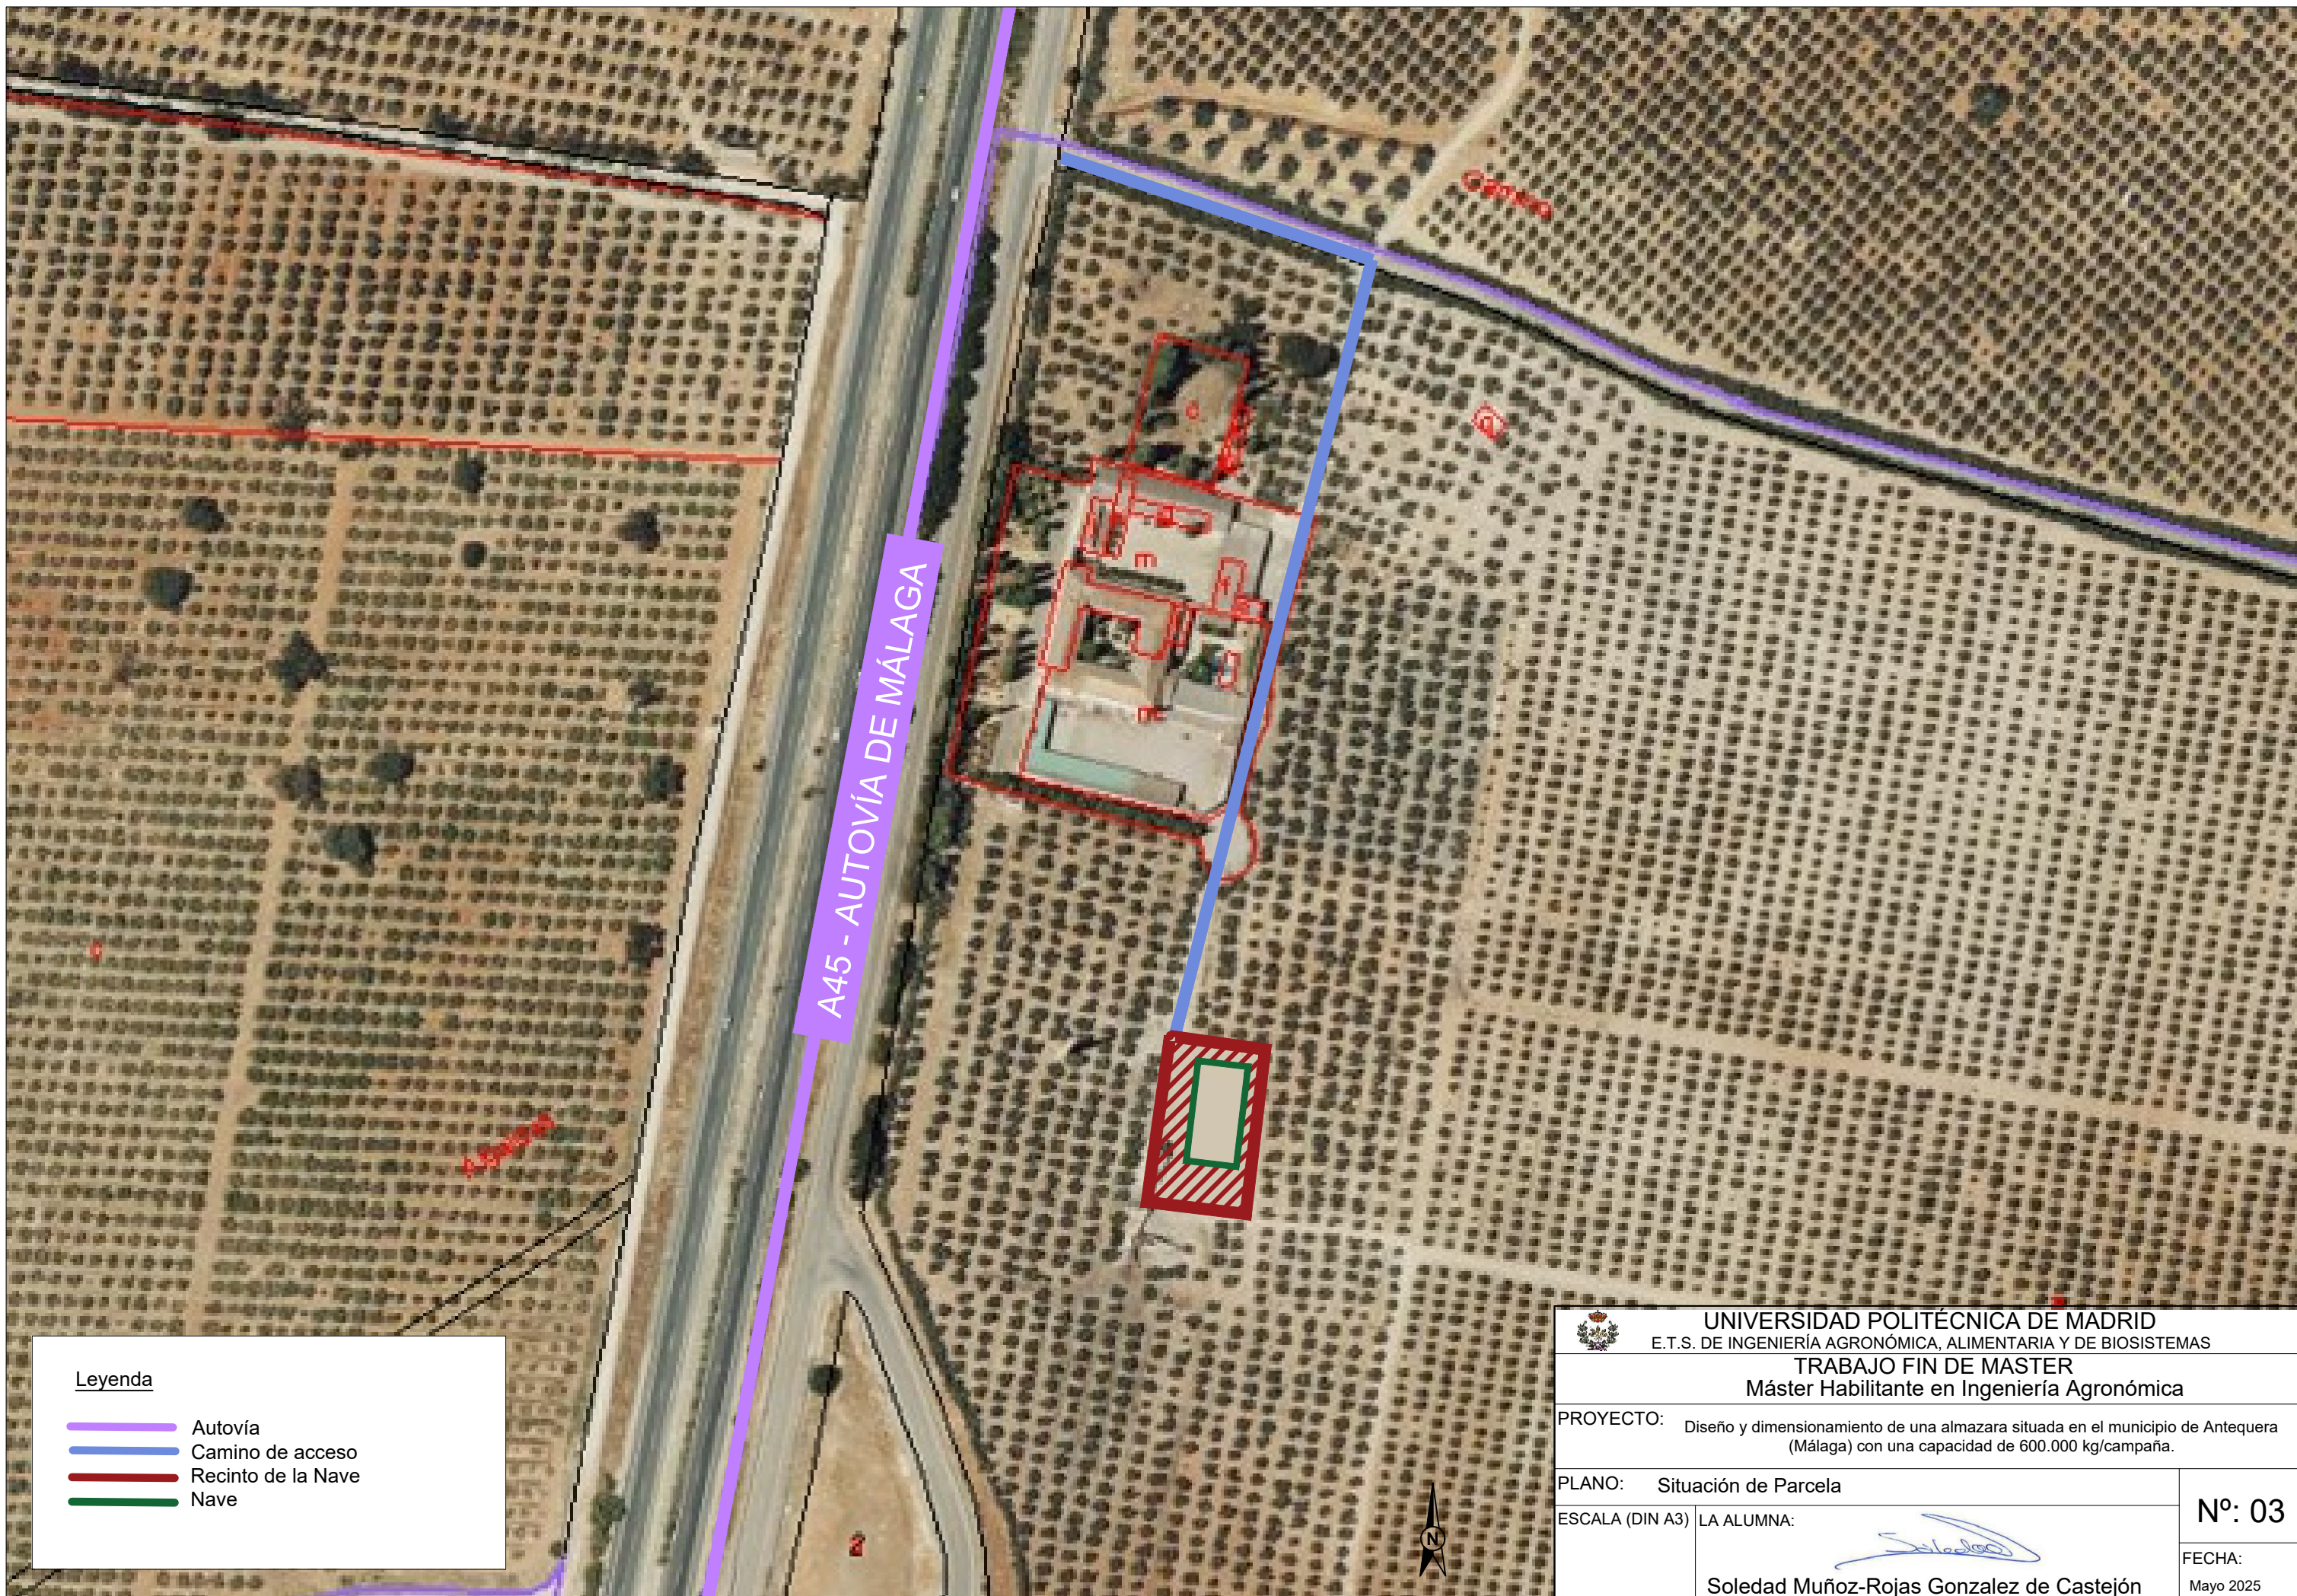 Camino
c
a
m
m
A45 - AUTOVÍA DE MÁLAGA
Leyenda
Autovía
Camino de acceso
Recinto de la Nave
Nave
UNIVERSIDAD POLITÉCNICA DE MADRID
E.T.S. DE INGENIERÍA AGRONÓMICA, ALIMENTARIA Y DE BIOSISTEMAS
TRABAJO FIN DE MASTER
Máster Habilitante en Ingeniería Agronómica
PROYECTO: Diseño y dimensionamiento de una almazara situada en el municipio de Antequera
(Málaga) con una capacidad de 600.000 kg/campaña.
PLANO: Situación de Parcela
Nº: 03
ESCALA (DIN A3)
LA ALUMNA:
Soledad Muñoz-Rojas Gonzalez de Castejón
FECHA:
Mayo 2025
N